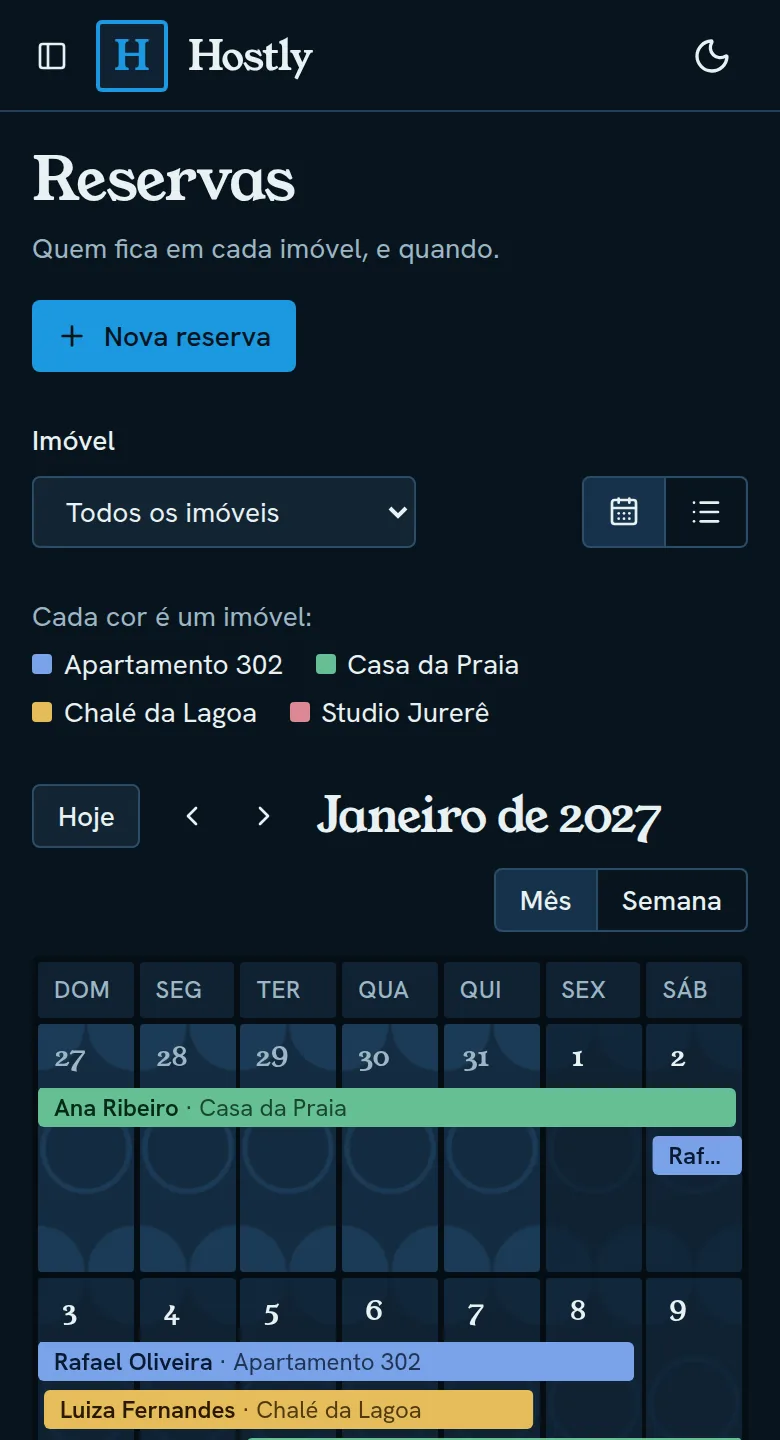 H Hostly
Reservas
Quem fica em cada imóvel, e quando.
+ Nova reserva
Imóvel
Todos os imóveis
Cada cor é um imóvel:
Apartamento 302 Casa da Praia
Chalé da Lagoa Studio Jurerê
Hoje Janeiro de 2027
Mês Semana
DOM SEG TER QUA QUI SEX SÁB
27 28 29 30 31 1 2
Ana Ribeiro · Casa da Praia
Raf...
3 4 5 6 7 8 9
Rafael Oliveira · Apartamento 302
Luiza Fernandes · Chalé da Lagoa